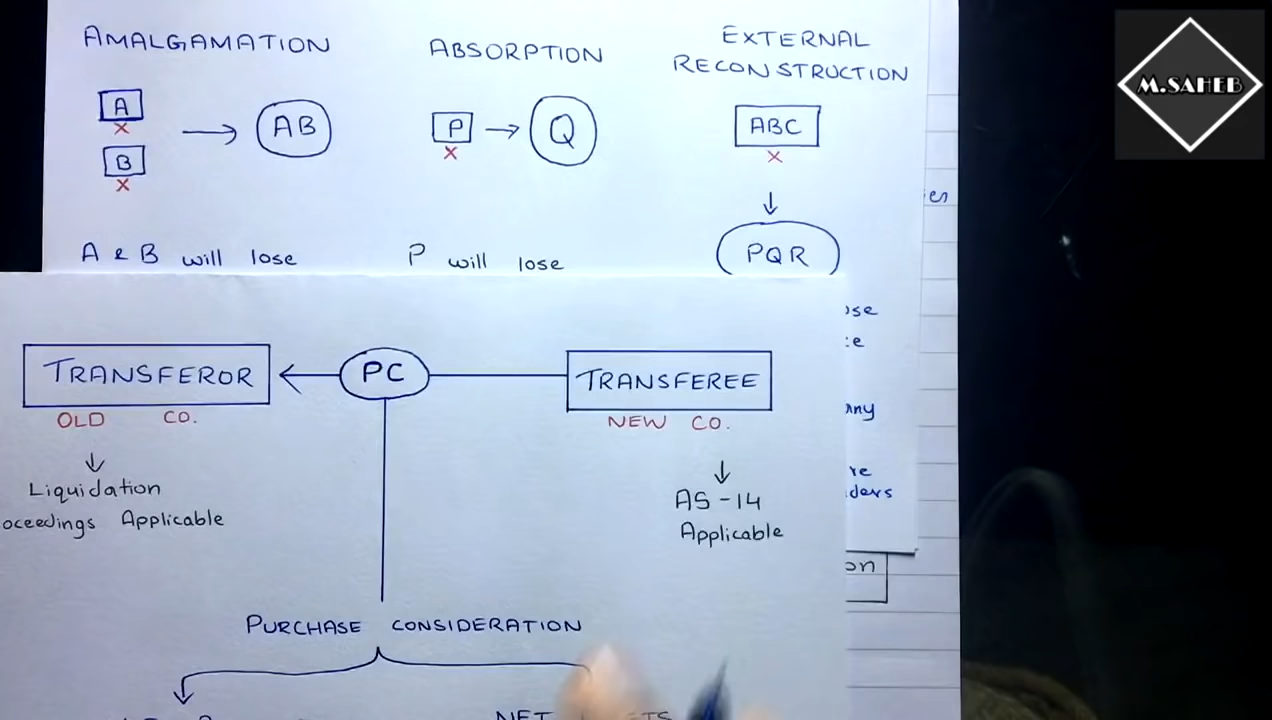 AMALGAMATION
ABSORPTION
EXTERNAL
RECONSTRUCTION
M.SAHEB
A
X
B
X
AB
P
X
Q
ABC
X
PQR
A & B will lose
P will lose
TRANSFEROR
PC
TRANSFEREE
OLD CO.
NEW CO.
Liquidation
oceedings Applicable
AS-14
Applicable
PURCHASE CONSIDERATION
NET